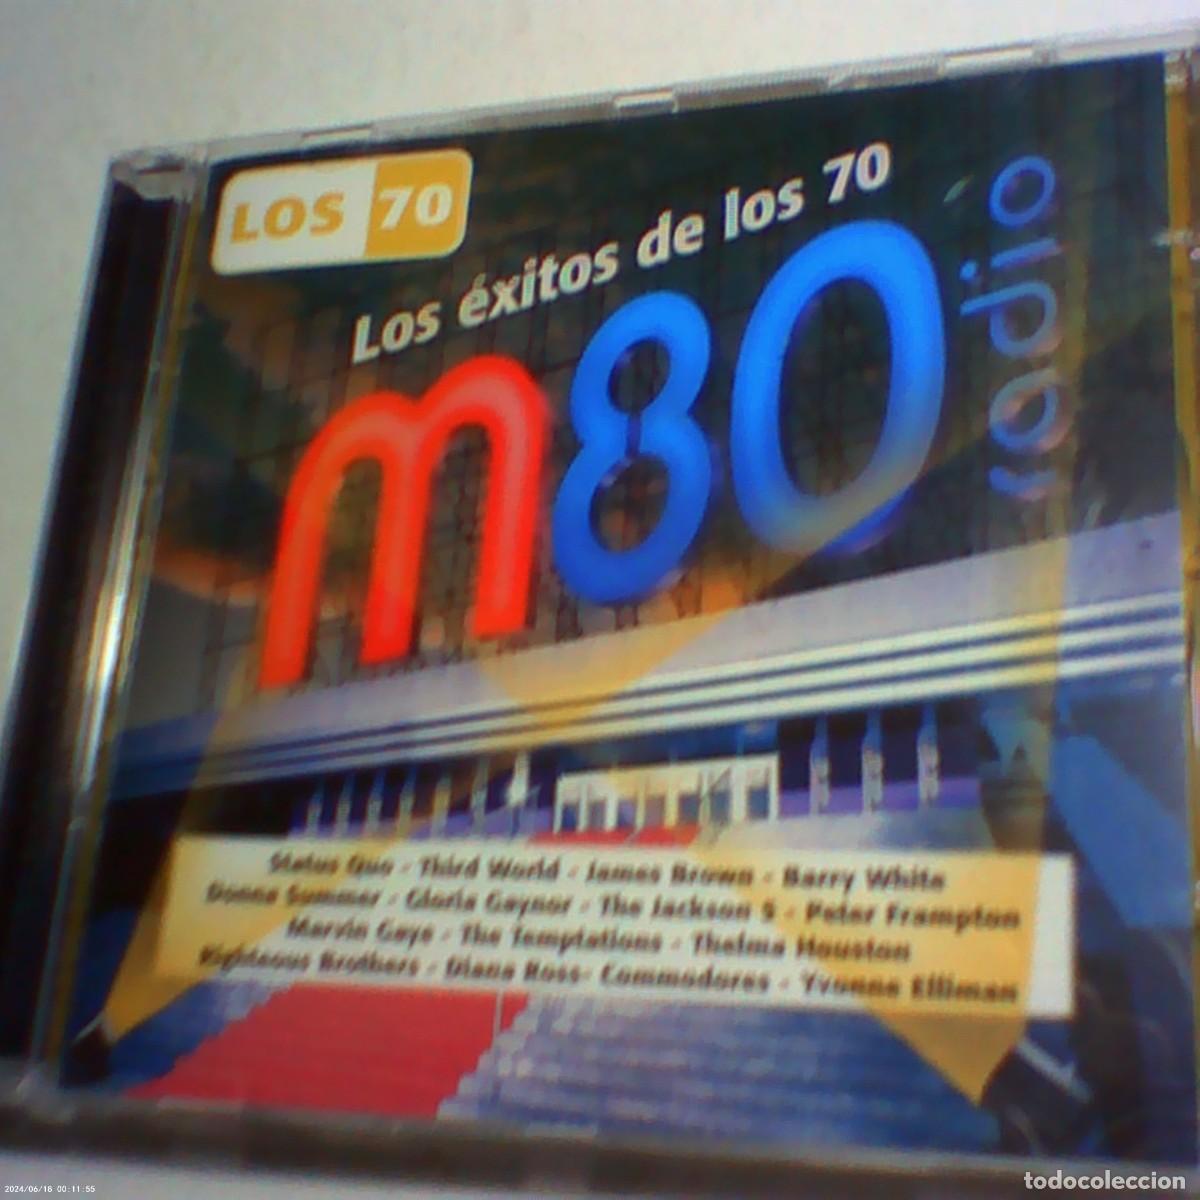 LOS 70
Los éxitos de los 70
m80 radio
Status Quo - Third World - James Brown - Barry White
Donna Summer - Gloria Gaynor - The Jackson 5 - Peter Frampton
Marvin Gaye - The Temptations - Thelma Houston
Righteous Brothers - Diana Ross- Commodores - Yvonne Elliman
2024/06/16 00:11:55
todocoleccion